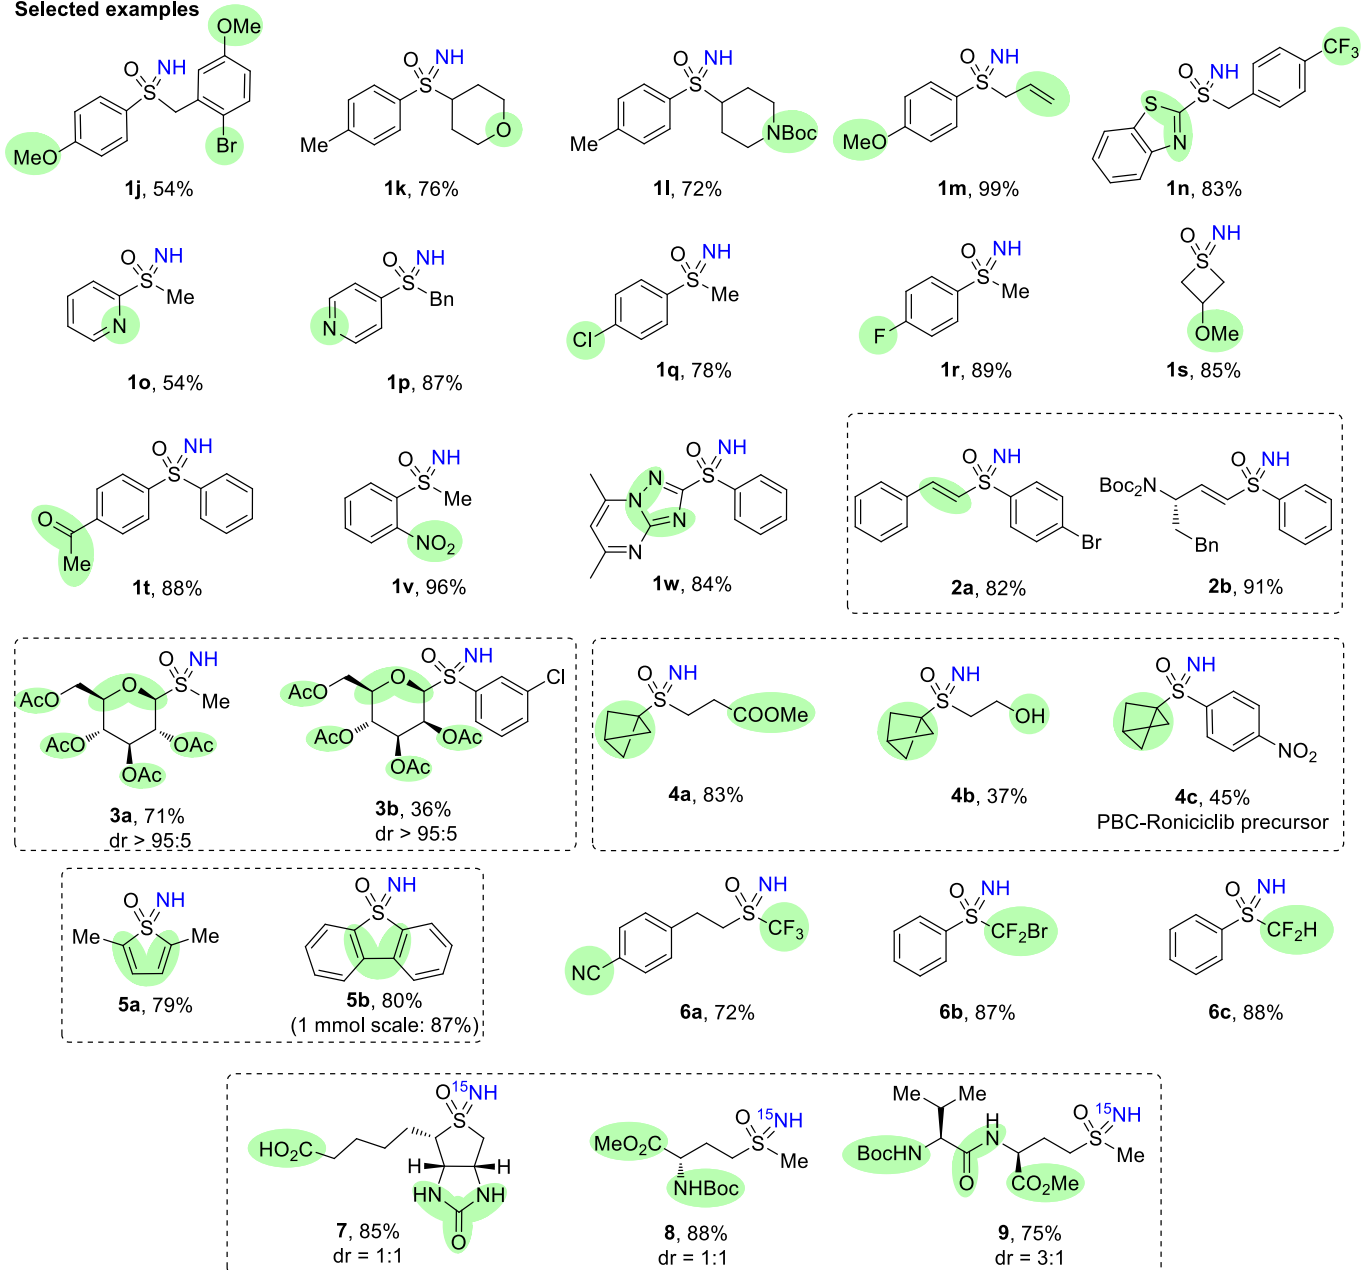 Selected examples
OMe
O NH
S
Br
MeO
1j, 54%
O NH
S
O
Me
1k, 76%
O NH
S
NBoc
Me
1l, 72%
O NH
S
MeO
1m, 99%
CF3
O NH
S S
N
1n, 83%
O NH
S
Me
N
1o, 54%
O NH
S
Bn
N
1p, 87%
O NH
S
Me
Cl
1q, 78%
O NH
S
Me
F
1r, 89%
O NH
S
OMe
1s, 85%
O NH
S
O
Me
1t, 88%
O NH
S
Me
NO2
1v, 96%
O NH
N S
N
N
N
1w, 84%
O NH
S
Br
2a, 82%
O NH
Boc2N S
Bn
2b, 91%
O NH
S
Me
AcO O
AcO OAc
OAc
3a, 71%
dr > 95:5
O NH
S Cl
AcO O
AcO OAc
OAc
3b, 36%
dr > 95:5
O NH
S
COOMe
4a, 83%
O NH
S
OH
4b, 37%
O NH
S
NO2
4c, 45%
PBC-Roniciclib precursor
O NH
S
Me Me
5a, 79%
O NH
S
5b, 80%
(1 mmol scale: 87%)
O NH
S
CF3
NC
6a, 72%
O NH
S
CF2Br
6b, 87%
O NH
S
CF2H
6c, 88%
O 15NH
S
HO2C
H H
HN NH
O
7, 85%
dr = 1:1
O 15NH
S
MeO2C Me
NHBoc
8, 88%
dr = 1:1
Me Me
O 15NH
H
N S
BocHN Me
O CO2Me
9, 75%
dr = 3:1